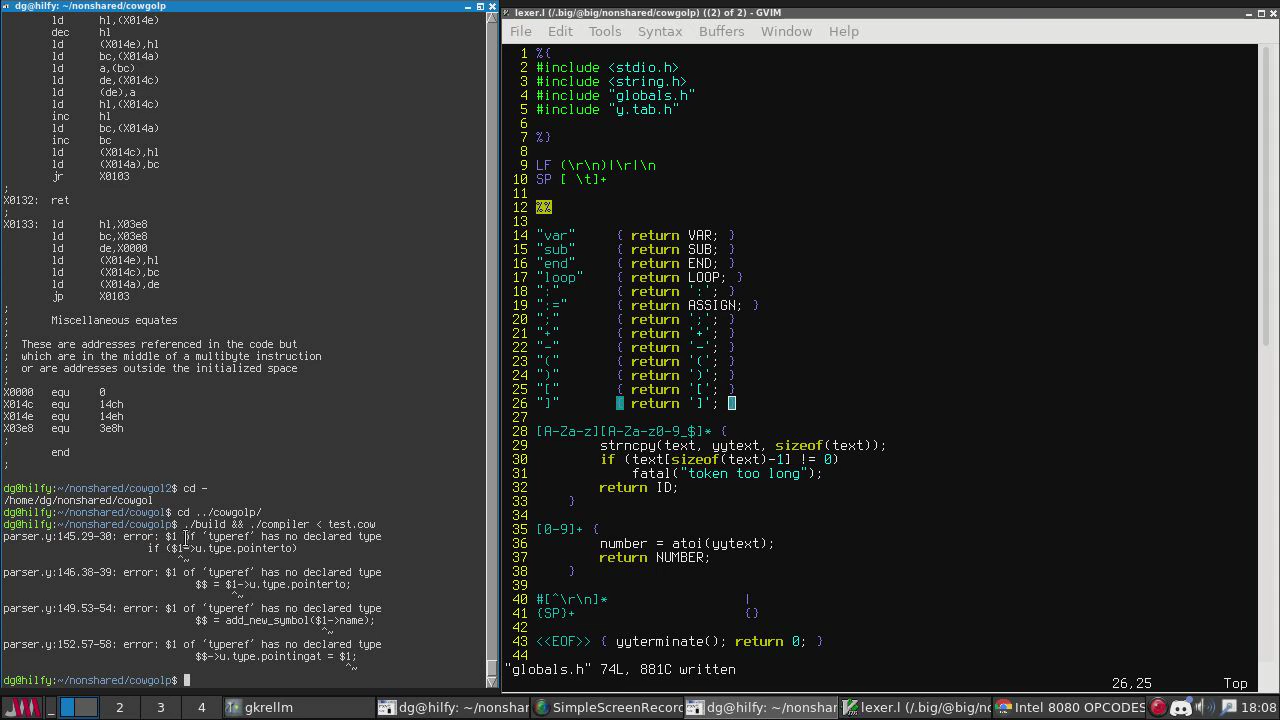 dg@hilfy: ~/nonshared/cowgolp
ld hl,(X014e)
dec hl
ld (X014e),hl
ld bc,(X014a)
ld a,(bc)
ld de,(X014c)
ld (de),a
ld hl,(X014c)
inc hl
ld bc,(X014a)
inc bc
ld (X014c),hl
ld (X014a),bc
jr X0103
;
X0132: ret
;
X0133: ld hl,X03e8
ld bc,X03e8
ld de,X0000
ld (X014e),hl
ld (X014c),bc
ld (X014a),de
jp X0103
;
; Miscellaneous equates
;
; These are addresses referenced in the code but
; which are in the middle of a multibyte instruction
; or are addresses outside the initialized space
;
X0000 equ 0
X014c equ 14ch
X014e equ 14eh
X03e8 equ 3e8h
;
end
;
dg@hilfy:~/nonshared/cowgol2$ cd -
/home/dg/nonshared/cowgol
dg@hilfy:~/nonshared/cowgol$ cd ../cowgolp/
dg@hilfy:~/nonshared/cowgolp$ ./build && ./compiler < test.cow
parser.y:145.29-30: error: $1 of ‘typeref’ has no declared type
if ($1->u.type.pointerto)
^~
parser.y:146.38-39: error: $1 of ‘typeref’ has no declared type
$$ = $1->u.type.pointerto;
^~
parser.y:149.53-54: error: $1 of ‘typeref’ has no declared type
$$ = add_new_symbol($1->name);
^~
parser.y:152.57-58: error: $1 of ‘typeref’ has no declared type
$$->u.type.pointingat = $1;
^~
dg@hilfy:~/nonshared/cowgolp$
lexer.l (/.big/@big/nonshared/cowgolp) ((2) of 2) - GVIM
File Edit Tools Syntax Buffers Window Help
1 %{
2 #include <stdio.h>
3 #include <string.h>
4 #include "globals.h"
5 #include "y.tab.h"
6
7 %}
8
9 LF (\r\n)|\r|\n
10 SP [ \t]+
11
12 %%
13
14 "var" { return VAR; }
15 "sub" { return SUB; }
16 "end" { return END; }
17 "loop" { return LOOP; }
18 ":" { return ':'; }
19 ":=" { return ASSIGN; }
20 ";" { return ';'; }
21 "+" { return '+'; }
22 "-" { return '-'; }
23 "(" { return '('; }
24 ")" { return ')'; }
25 "[" { return '['; }
26 "]" { return ']'; }
27
28 [A-Za-z][A-Za-z0-9_$]* {
29 strncpy(text, yytext, sizeof(text));
30 if (text[sizeof(text)-1] != 0)
31 fatal("token too long");
32 return ID;
33 }
34
35 [0-9]+ {
36 number = atoi(yytext);
37 return NUMBER;
38 }
39
40 #[^\r\n]* |
41 {SP}+ {}
42
43 <<EOF>> { yyterminate(); return 0; }
44
"globals.h" 74L, 881C written
26,25 Top
2 3 4 gkrellm dg@hilfy: ~/nonshar SimpleScreenRecor dg@hilfy: ~/nonshar lexer.l (/.big/@big/no Intel 8080 OPCODES 18:08